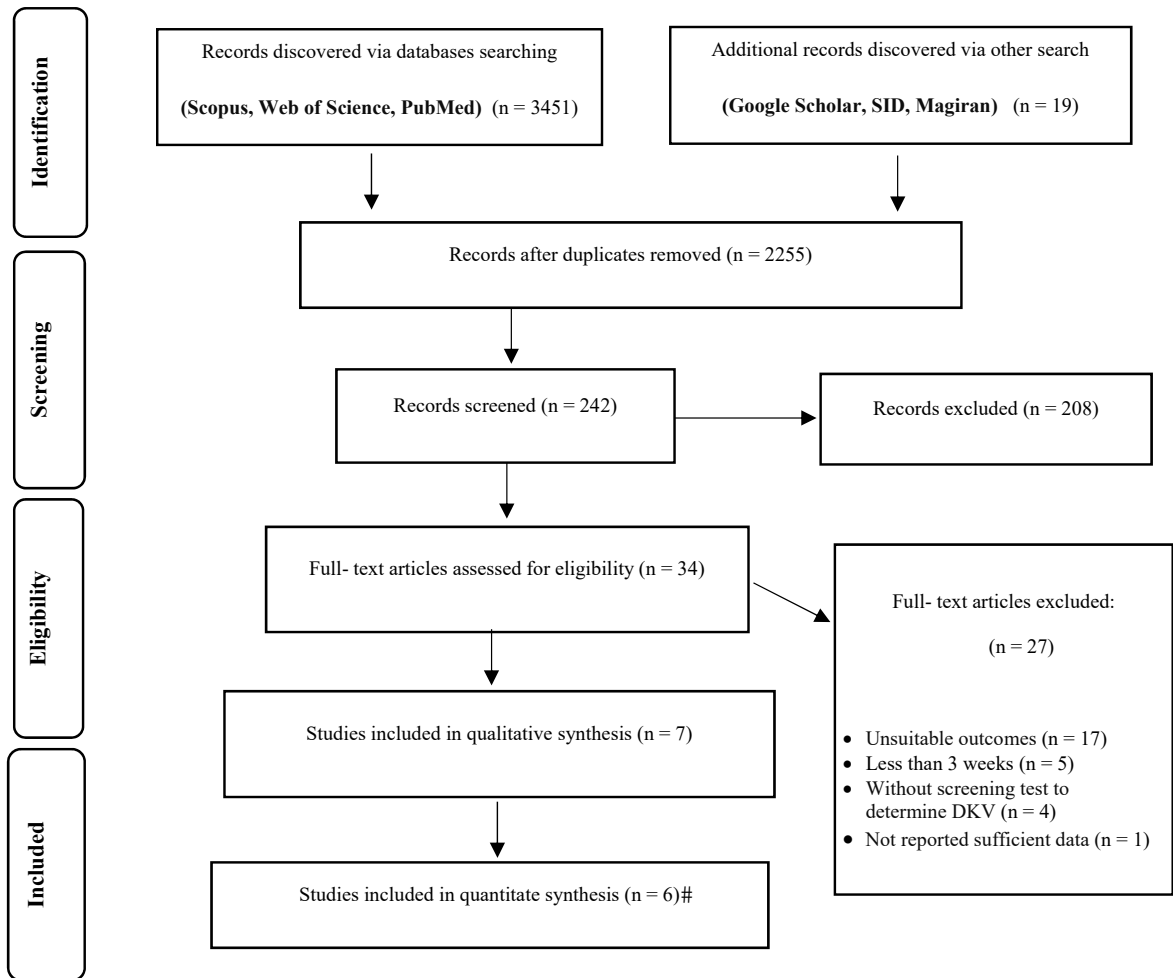 Identification
Records discovered via databases searching
(Scopus, Web of Science, PubMed) (n = 3451)
Additional records discovered via other search
(Google Scholar, SID, Magiran) (n = 19)
Records after duplicates removed (n = 2255)
Screening
Records screened (n = 242)
Records excluded (n = 208)
Eligibility
Full- text articles assessed for eligibility (n = 34)
Full- text articles excluded:
(n = 27)
• Unsuitable outcomes (n = 17)
• Less than 3 weeks (n = 5)
• Without screening test to
determine DKV (n = 4)
• Not reported sufficient data (n = 1)
Studies included in qualitative synthesis (n = 7)
Included
Studies included in quantitate synthesis (n = 6)#